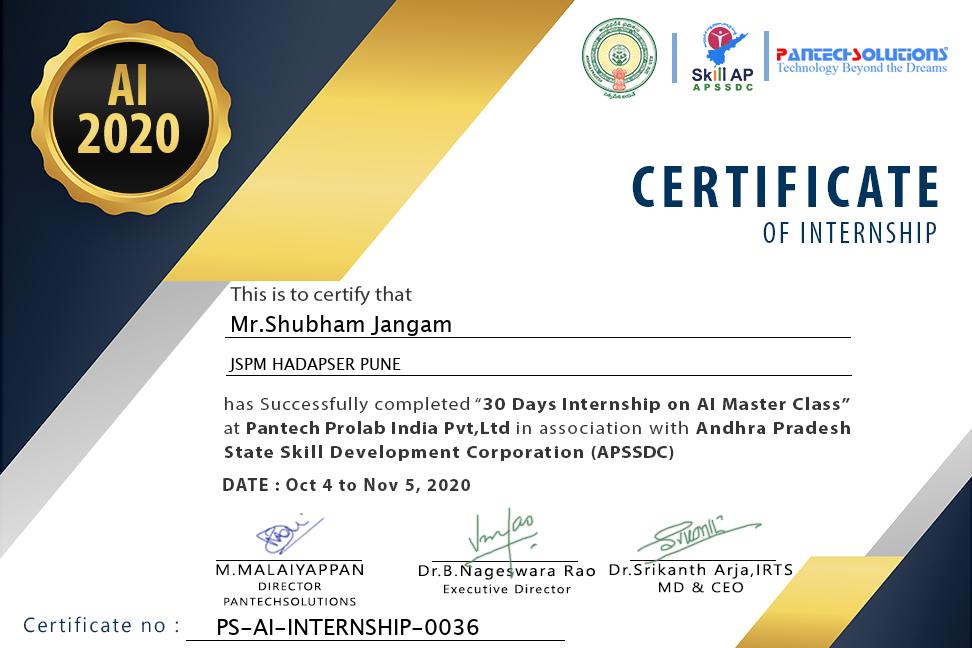 AI
2020
Skill AP
APSSDC
PANTECH SOLUTIONS
Technology Beyond the Dreams
CERTIFICATE
OF INTERNSHIP
This is to certify that
Mr.Shubham Jangam
JSPM HADAPSER PUNE
has Successfully completed “30 Days Internship on AI Master Class”
at Pantech Prolab India Pvt,Ltd in association with Andhra Pradesh
State Skill Development Corporation (APSSDC)
DATE : Oct 4 to Nov 5, 2020
M.MALAIYAPPAN
DIRECTOR
PANTECHSOLUTIONS
Dr.B.Nageswara Rao
Executive Director
Dr.Srikanth Arja,IRTS
MD & CEO
Certificate no : PS-AI-INTERNSHIP-0036